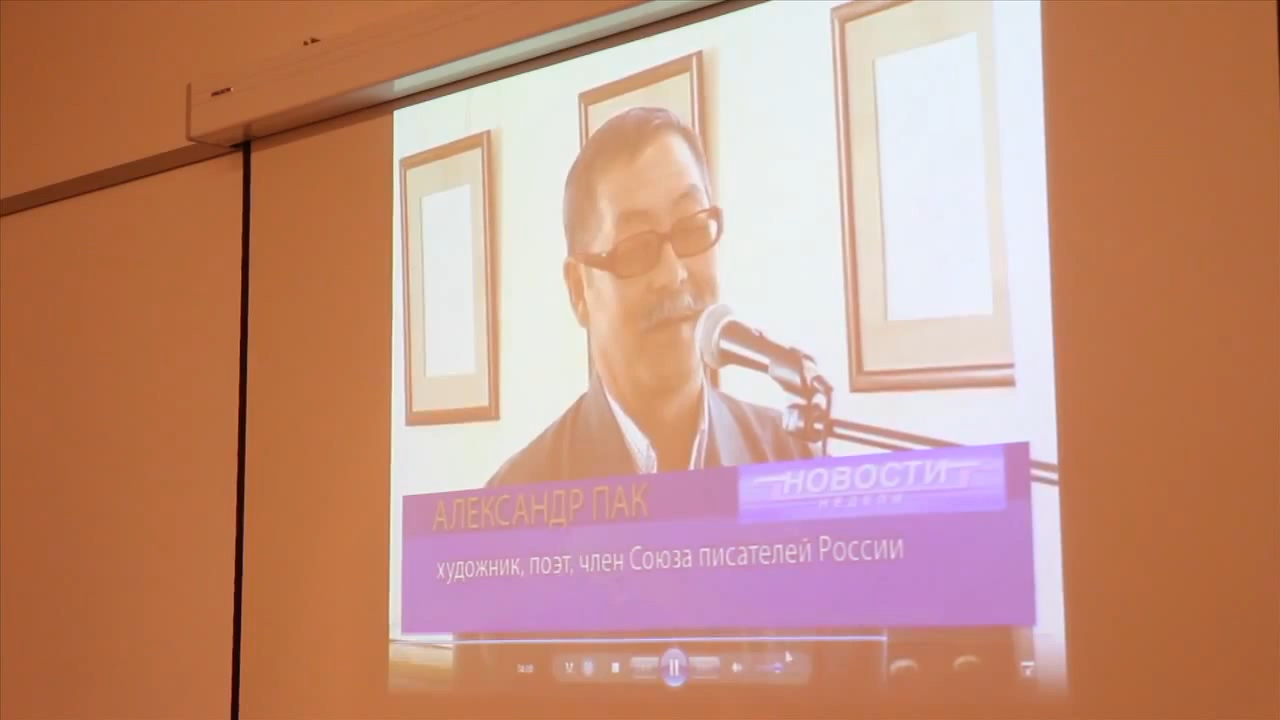 АЛЕКСАНДР ПАК
НОВОСТИ
НЕДЕЛИ
художник, поэт, член Союза писателей России